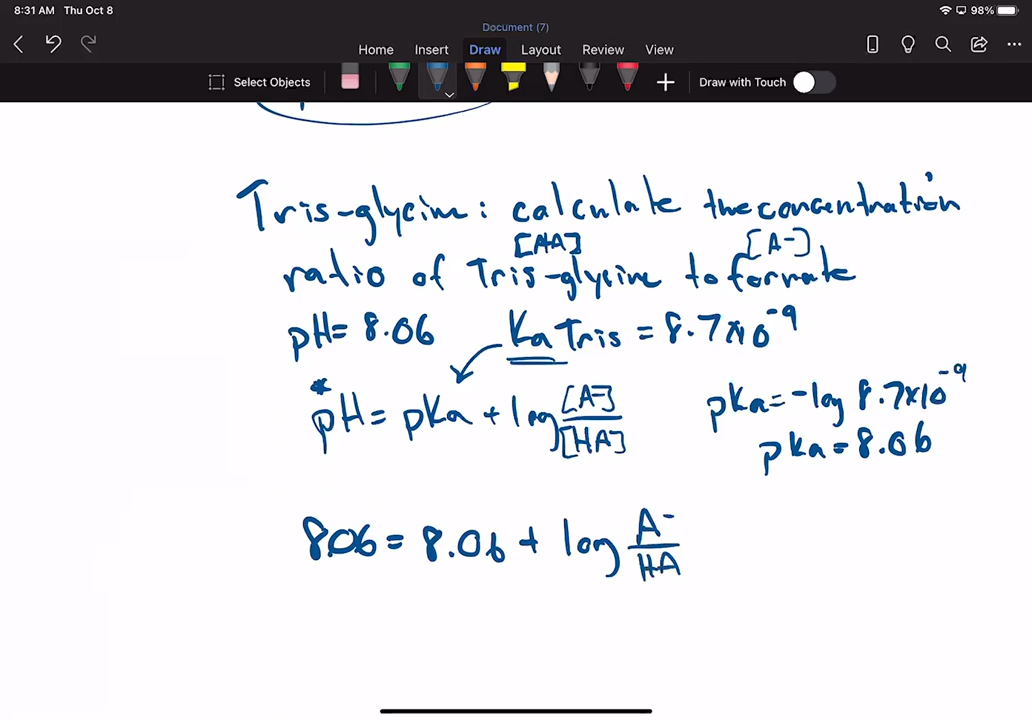 8:31 AM Thu Oct 8
98%
Document (7)
Home Insert Draw Layout Review View
Select Objects
Draw with Touch
Tris-glycine: calculate the concentration
[HA] [A-]
ratio of Tris-glycine to formate
pH= 8.06 Ka Tris = 8.7x10⁻⁹
*
pH= pKa + log [A-]/[HA]
pKa= -log 8.7x10⁻⁹
pka= 8.06
8.06 = 8.06 + log A-/HA